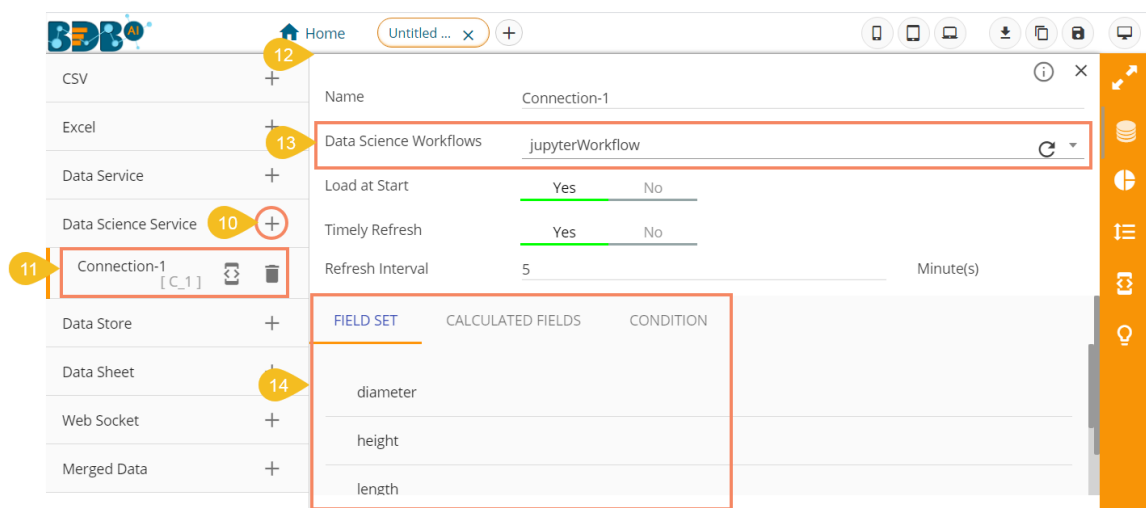 BDB AI
Home
Untitled ... x
12
CSV
Name Connection-1
Excel
13
Data Science Workflows jupyterWorkflow
Data Service
Load at Start Yes No
Data Science Service 10
Timely Refresh Yes No
11
Connection-1
[ C_1 ]
Refresh Interval 5 Minute(s)
Data Store
FIELD SET CALCULATED FIELDS CONDITION
Data Sheet
14
diameter
Web Socket
height
Merged Data
length